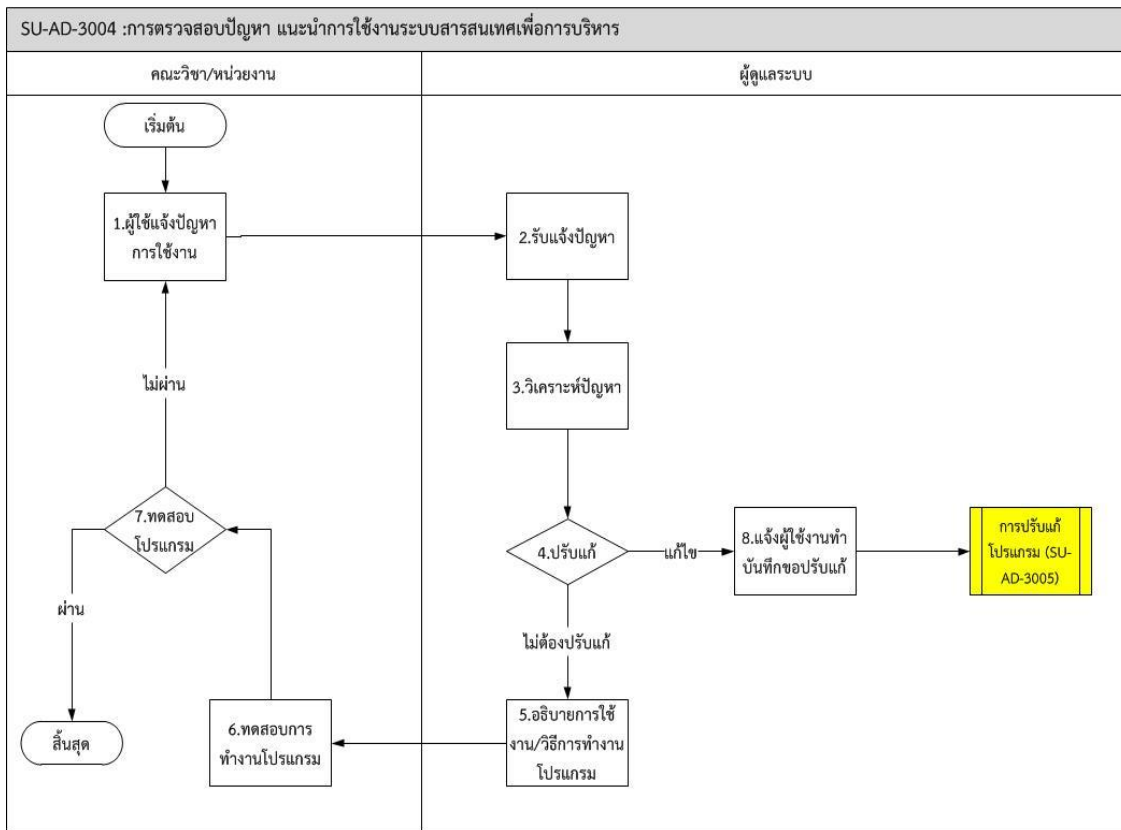 SU-AD-3004 :การตรวจสอบปัญหา แนะนำการใช้งานระบบสารสนเทศเพื่อการบริหาร
คณะวิชา/หน่วยงาน
ผู้ดูแลระบบ
เริ่มต้น
1.ผู้ใช้แจ้งปัญหา
การใช้งาน
2.รับแจ้งปัญหา
3.วิเคราะห์ปัญหา
ไม่ผ่าน
7.ทดสอบ
โปรแกรม
4.ปรับแก้
แก้ไข
8.แจ้งผู้ใช้งานทำ
บันทึกขอปรับแก้
การปรับแก้
โปรแกรม (SU-
AD-3005)
ผ่าน
ไม่ต้องปรับแก้
สิ้นสุด
6.ทดสอบการ
ทำงานโปรแกรม
5.อธิบายการใช้
งาน/วิธีการทำงาน
โปรแกรม